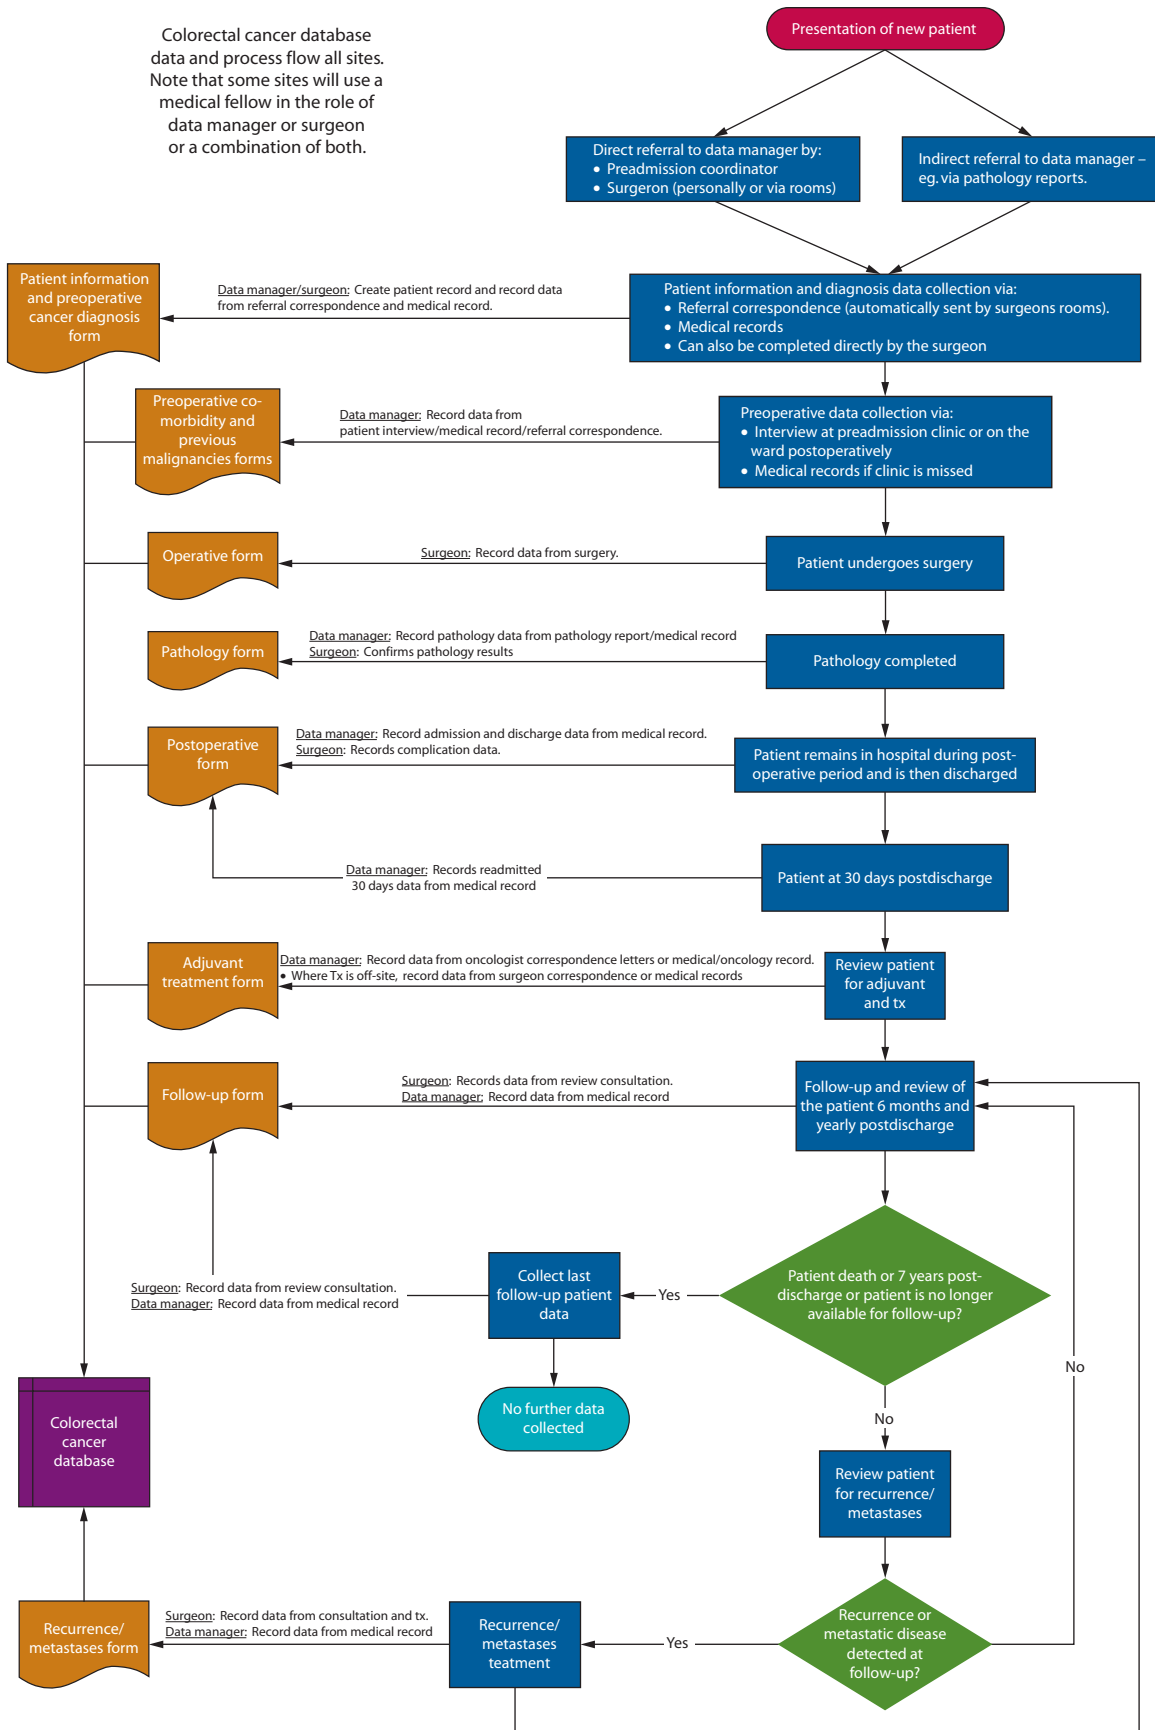 Colorectal cancer database
data and process flow all sites.
Note that some sites will use a
medical fellow in the role of
data manager or surgeon
or a combination of both.
Presentation of new patient
Direct referral to data manager by:
• Preadmission coordinator
• Surgeron (personally or via rooms)
Indirect referral to data manager –
eg. via pathology reports.
Patient information
and preoperative
cancer diagnosis
form
Data manager/surgeon: Create patient record and record data
from referral correspondence and medical record.
Patient information and diagnosis data collection via:
• Referral correspondence (automatically sent by surgeons rooms).
• Medical records
• Can also be completed directly by the surgeon
Preoperative co-
morbidity and
previous
malignancies forms
Data manager: Record data from
patient interview/medical record/referral correspondence.
Preoperative data collection via:
• Interview at preadmission clinic or on the
ward postoperatively
• Medical records if clinic is missed
Operative form
Surgeon: Record data from surgery.
Patient undergoes surgery
Pathology form
Data manager: Record pathology data from pathology report/medical record
Surgeon: Confirms pathology results
Pathology completed
Postoperative
form
Data manager: Record admission and discharge data from medical record.
Surgeon: Records complication data.
Patient remains in hospital during post-
operative period and is then discharged
Data manager: Records readmitted
30 days data from medical record
Patient at 30 days postdischarge
Adjuvant
treatment form
Data manager: Record data from oncologist correspondence letters or medical/oncology record.
• Where Tx is off-site, record data from surgeon correspondence or medical records
Review patient
for adjuvant
and tx
Follow-up form
Surgeon: Records data from review consultation.
Data manager: Record data from medical record
Follow-up and review of
the patient 6 months and
yearly postdischarge
Surgeon: Record data from review consultation.
Data manager: Record data from medical record
Collect last
follow-up patient
data
Yes
Patient death or 7 years post-
discharge or patient is no longer
available for follow-up?
No
No further data
collected
No
Colorectal
cancer
database
Review patient
for recurrence/
metastases
Recurrence/
metastases form
Surgeon: Record data from consultation and tx.
Data manager: Record data from medical record
Recurrence/
metastases
teatment
Yes
Recurrence or
metastatic disease
detected at
follow-up?